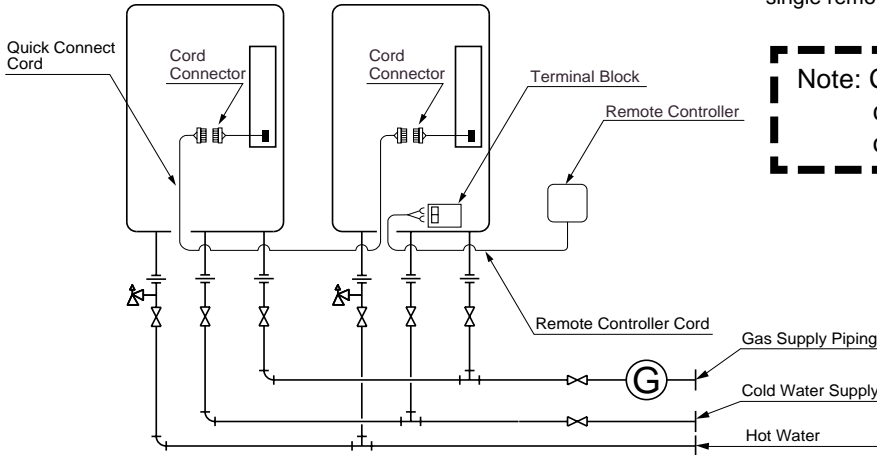 single remo
Quick Connect
Cord
Cord
Connector
Cord
Connector
Terminal Block
Remote Controller
Note: C
Remote Controller Cord
G
Gas Supply Piping
Cold Water Supply
Hot Water